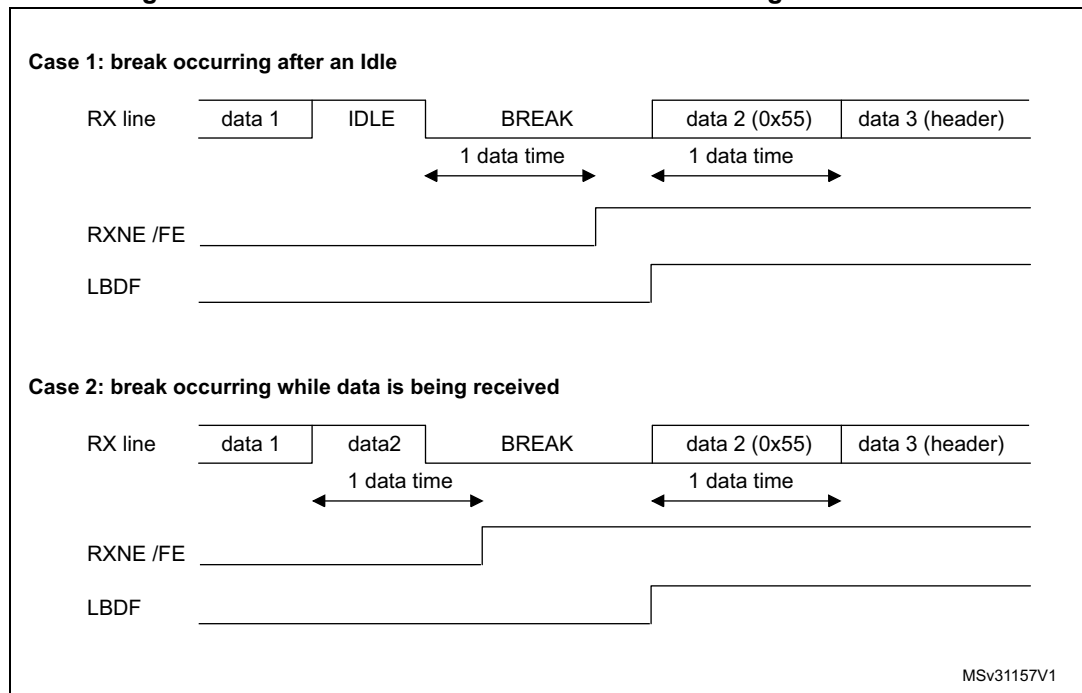 Case 1: break occurring after an Idle
RX line data 1 IDLE BREAK data 2 (0x55) data 3 (header)
1 data time 1 data time
RXNE /FE
LBDF
Case 2: break occurring while data is being received
RX line data 1 data2 BREAK data 2 (0x55) data 3 (header)
1 data time 1 data time
RXNE /FE
LBDF
MSv31157V1